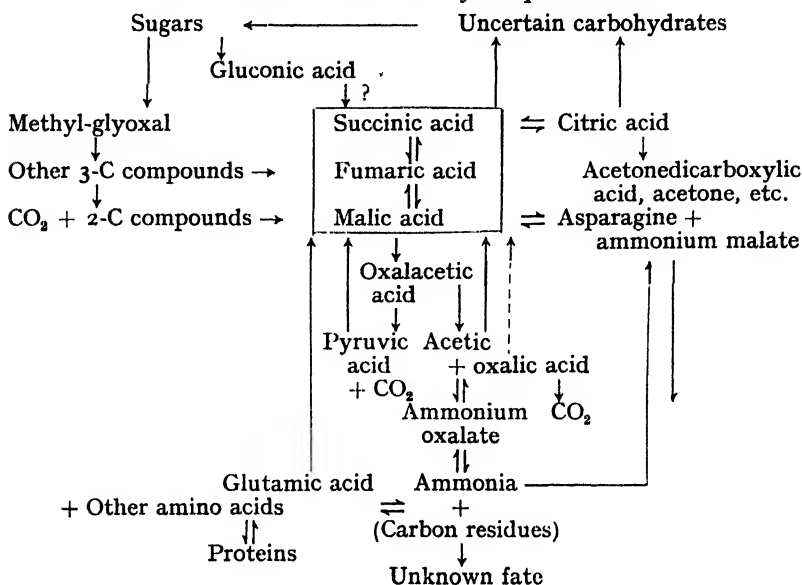 Sugars ← Uncertain carbohydrates
Gluconic acid
?
Methyl-glyoxal Succinic acid ⇌ Citric acid
Other 3-C compounds → Fumaric acid Acetonedicarboxylic
acid, acetone, etc.
CO₂ + 2-C compounds → Malic acid ⇌ Asparagine +
ammonium malate
Oxalacetic
acid
Pyruvic Acetic
acid + oxalic acid
+ CO₂
Ammonium CO₂
oxalate
Glutamic acid Ammonia
+ Other amino acids ⇌ +
(Carbon residues)
Proteins
Unknown fate